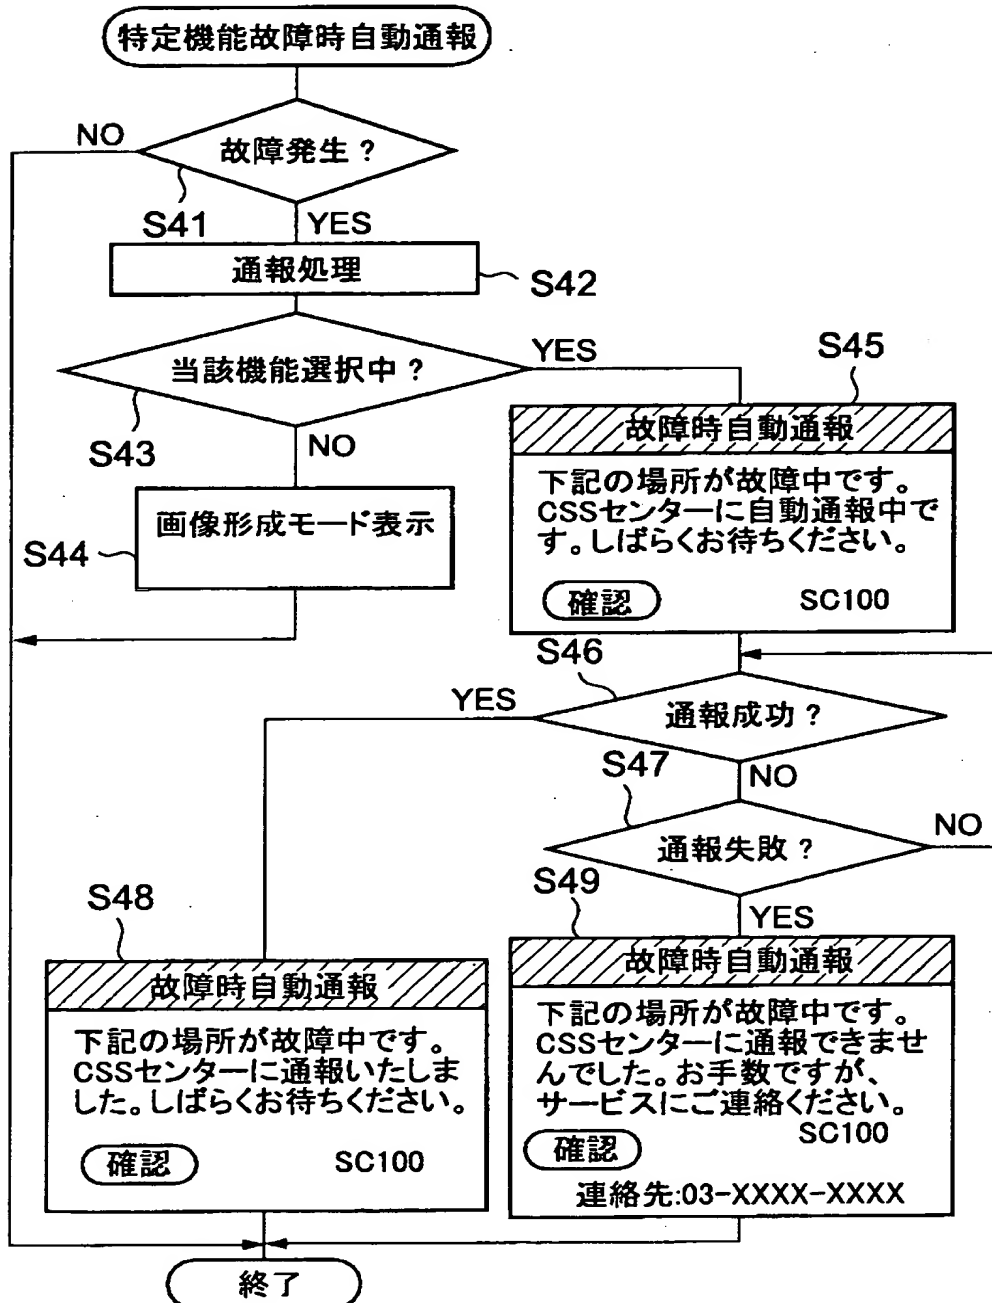 特定機能故障時自動通報
NO
故障発生？
S41
YES
通報処理
S42
当該機能選択中？
YES
S43
NO
S45
故障時自動通報
下記の場所が故障中です。
CSSセンターに自動通報中で
す。しばらくお待ちください。
確認
SC100
画像形成モード表示
S44
S46
YES
通報成功？
NO
S47
通報失敗？
NO
YES
S48
故障時自動通報
下記の場所が故障中です。
CSSセンターに通報いたしま
した。しばらくお待ちください。
確認
SC100
S49
故障時自動通報
下記の場所が故障中です。
CSSセンターに通報できませ
んでした。お手数ですが、
サービスにご連絡ください。
SC100
確認
連絡先:03-XXXX-XXXX
終了